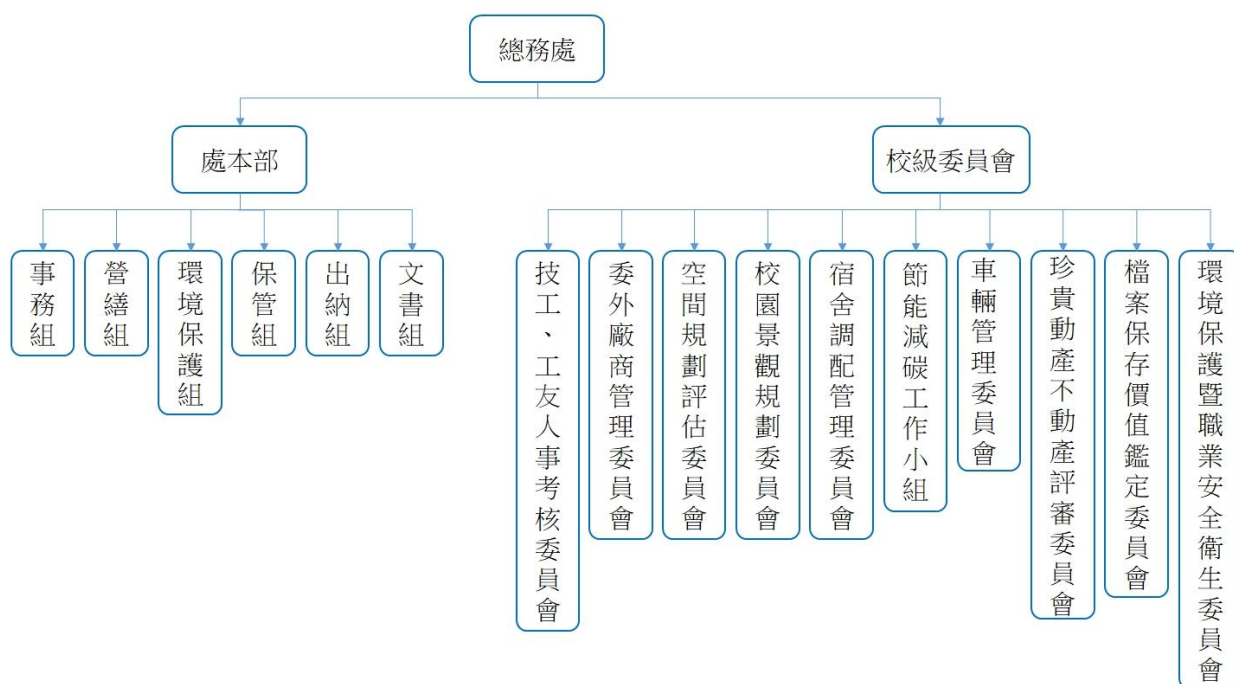 總務處
處本部
校級委員會
事務組
營繕組
環境保護組
保管組
出納組
文書組
技工、工友人事考核委員會
委外廠商管理委員會
空間規劃評估委員會
校園景觀規劃委員會
宿舍調配管理委員會
節能減碳工作小組
車輛管理委員會
珍貴動產不動產評審委員會
檔案保存價值鑑定委員會
環境保護暨職業安全衛生委員會